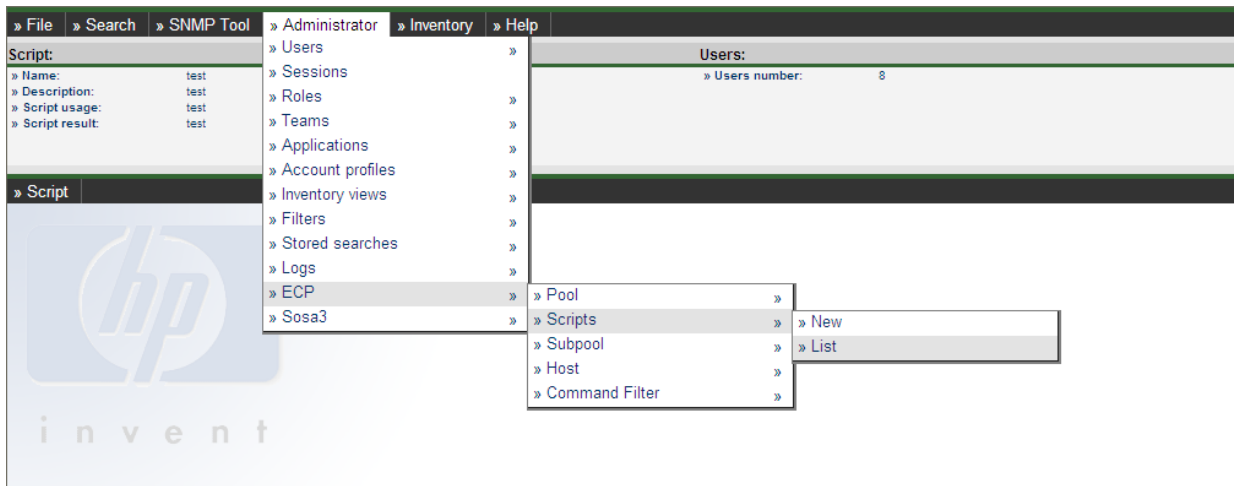 » File » Search » SNMP Tool » Administrator » Inventory » Help
Script:
» Name: test
» Description: test
» Script usage: test
» Script result: test
Users:
» Users number: 8
» Script
» Users »
» Sessions
» Roles »
» Teams »
» Applications »
» Account profiles »
» Inventory views »
» Filters »
» Stored searches »
» Logs »
» ECP »
» Sosa3 »
» Pool »
» Scripts »
» Subpool »
» Host »
» Command Filter »
» New
» List
hp
invent